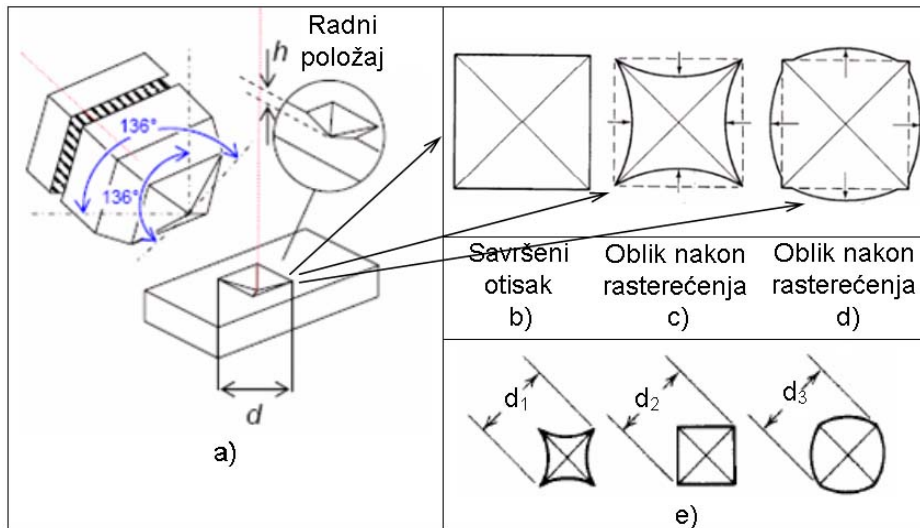 Radni
položaj
h
136°
136°
d
a)
Savršeni
otisak
b)
Oblik nakon
rasterećenja
c)
Oblik nakon
rasterećenja
d)
d₁
d₂
d₃
e)